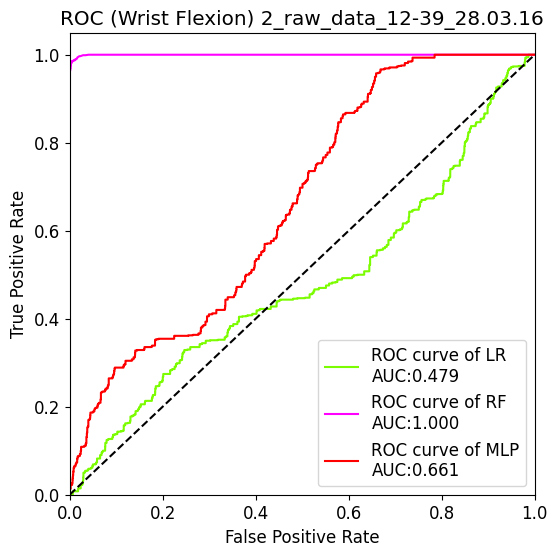 ROC (Wrist Flexion) 2_raw_data_12-39_28.03.16
1.0
0.8
0.6
0.4
0.2
0.0
True Positive Rate
ROC curve of LR
AUC:0.479
ROC curve of RF
AUC:1.000
ROC curve of MLP
AUC:0.661
0.0 0.2 0.4 0.6 0.8 1.0
False Positive Rate